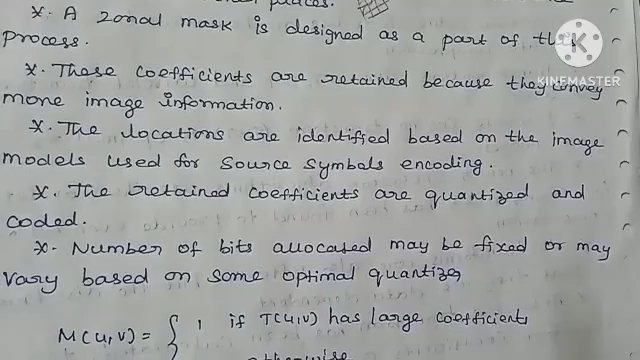 *. A zonal mask is designed as a part of this
process.
*. These coefficients are retained because they convey
more image information.
*. The locations are identified based on the image
models used for source symbols encoding.
*. The retained coefficients are quantized and
coded.
*. Number of bits allocated may be fixed or may
vary based on some optimal quantizer
M(u,v) = { 1 if T(u,v) has large coefficients
otherwise
KINEMASTER